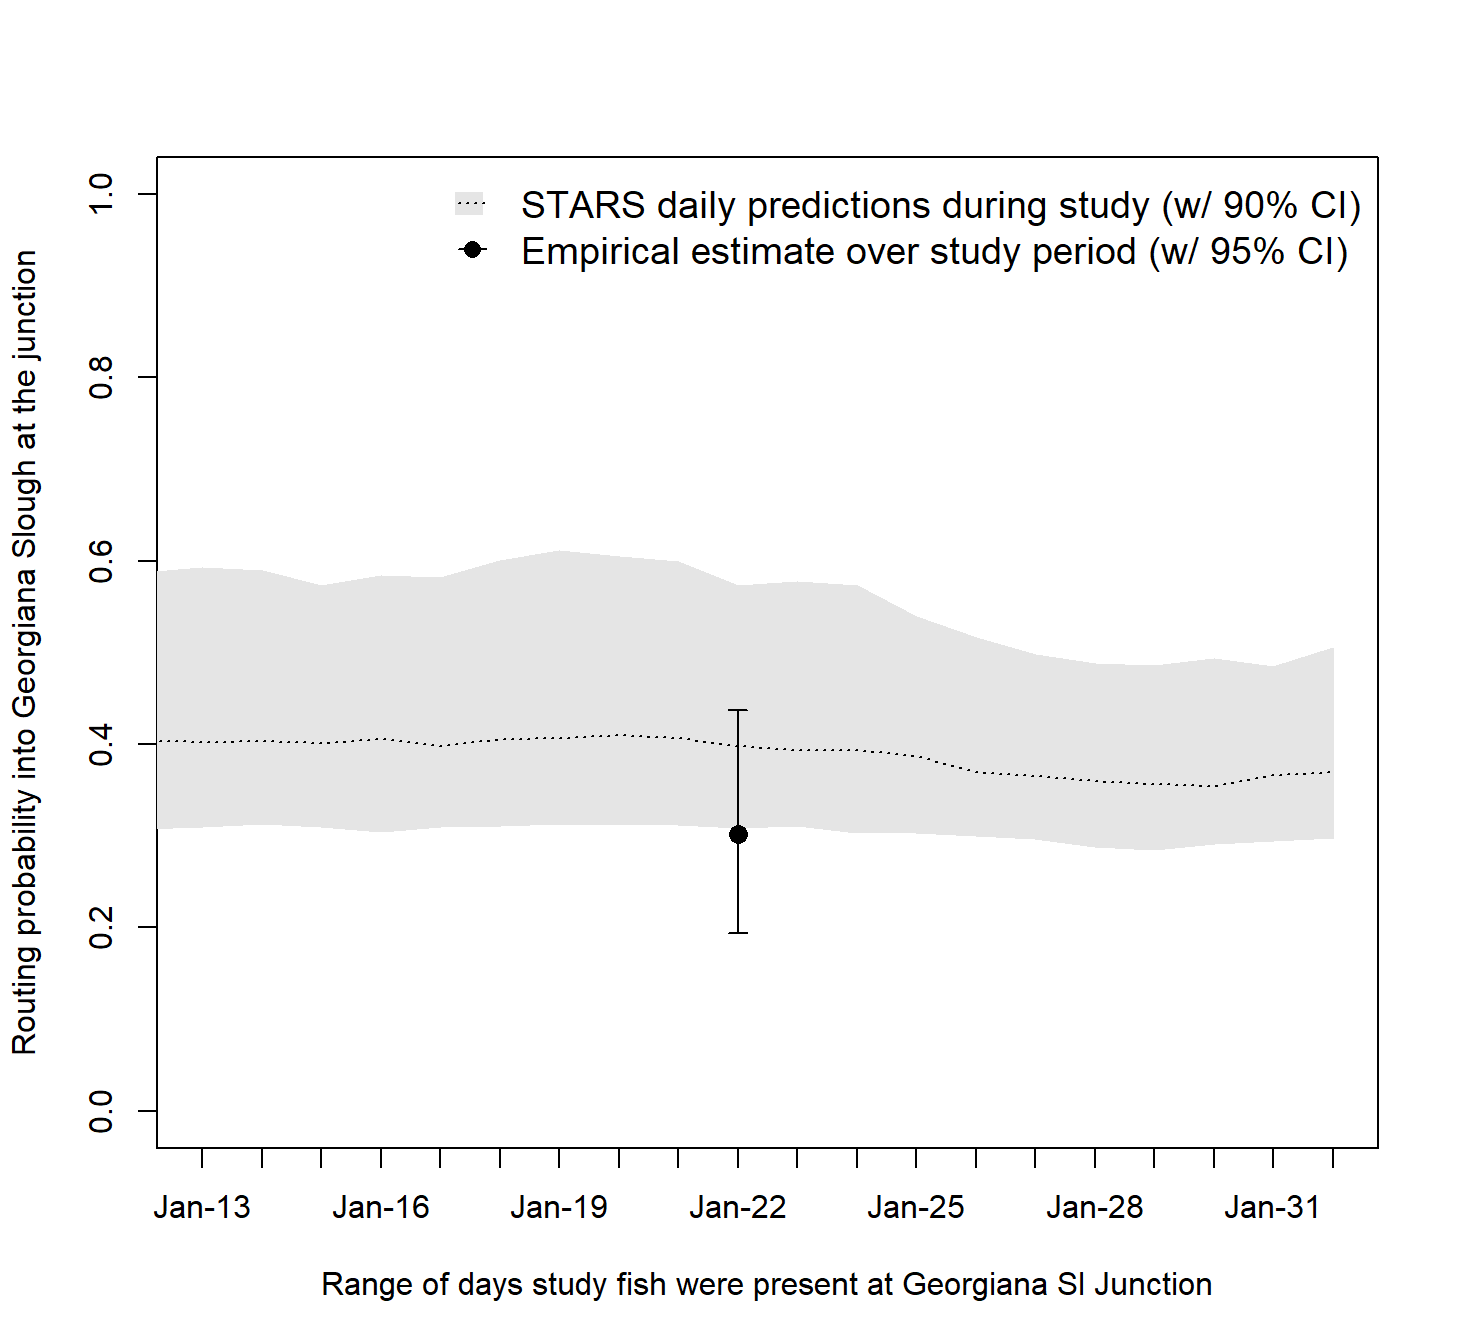 STARS daily predictions during study (w/ 90% CI)
Empirical estimate over study period (w/ 95% CI)
Routing probability into Georgiana Slough at the junction
1.0
0.8
0.6
0.4
0.2
0.0
Jan-13 Jan-16 Jan-19 Jan-22 Jan-25 Jan-28 Jan-31
Range of days study fish were present at Georgiana Sl Junction